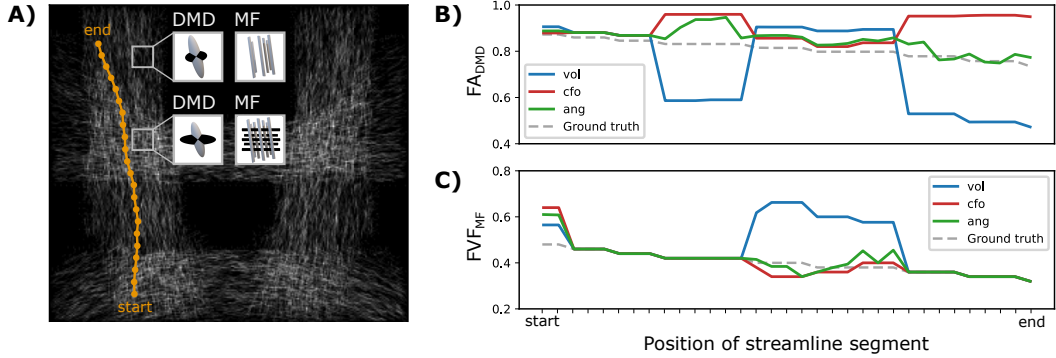 A)
end
DMD MF
DMD MF
start
B)
FA_DMD
1.0
0.8
0.6
0.4
vol
cfo
ang
Ground truth
C)
FVF_MF
0.8
0.6
0.4
0.2
vol
cfo
ang
Ground truth
start end
Position of streamline segment